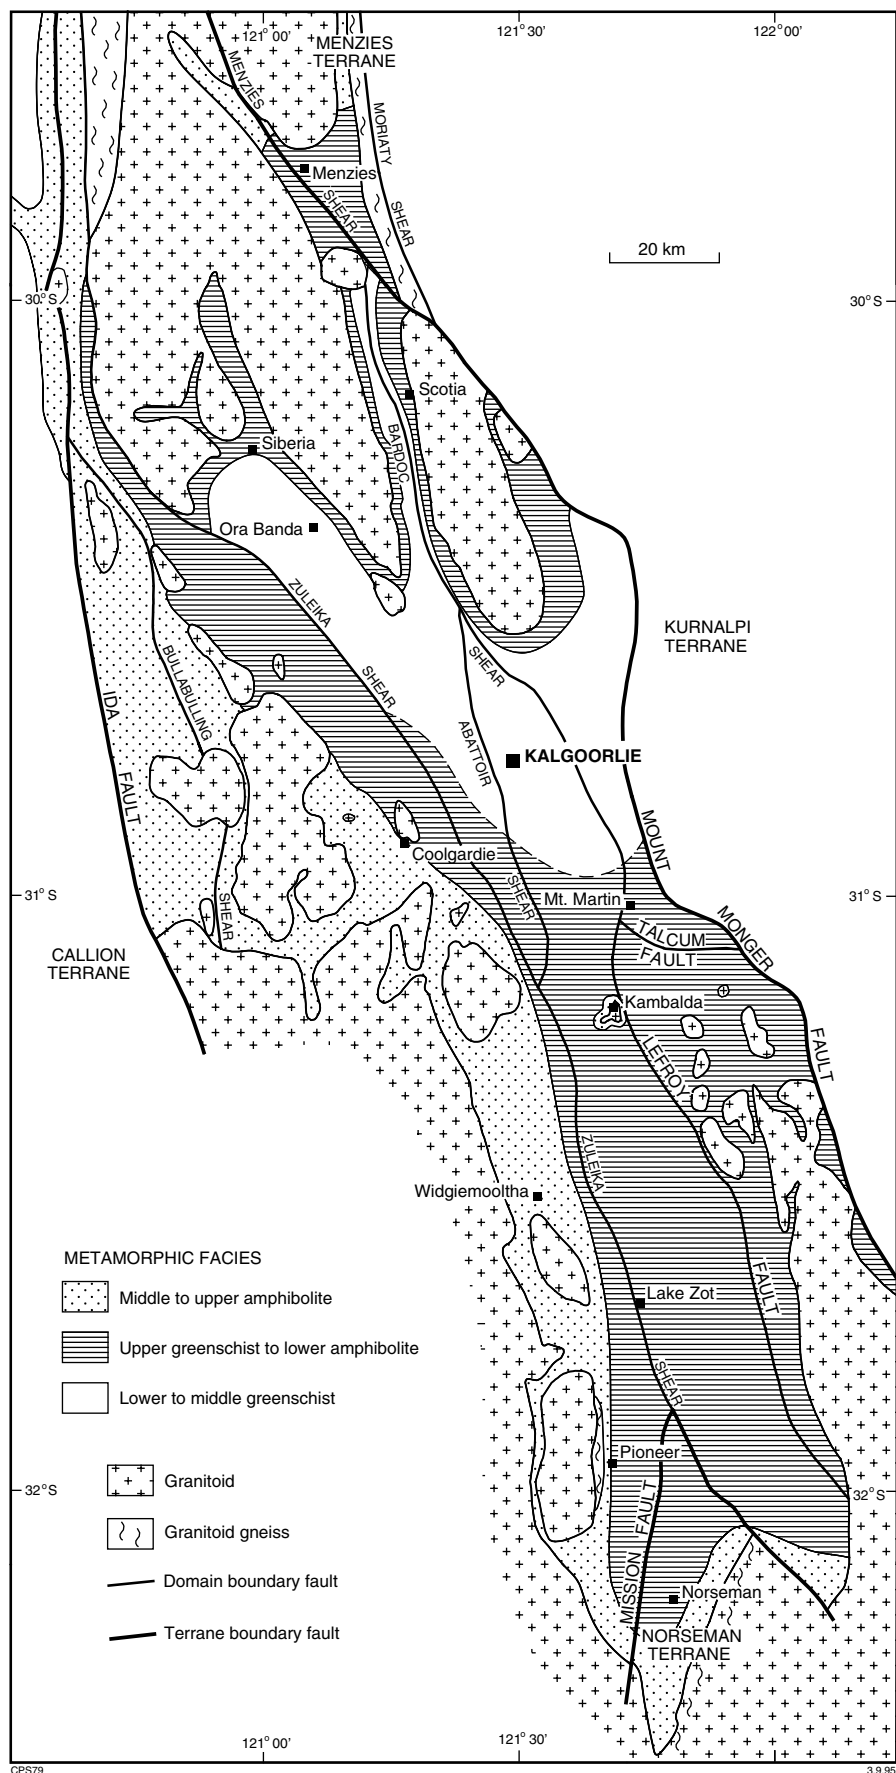 121° 00'
121° 30'
122° 00'
MENZIES
TERRANE
MENZIES
MORIATY
Menzies
SHEAR
SHEAR
20 km
30° S
30° S
Scotia
BARDOC
Siberia
Ora Banda
ZULEIKA
KURNALPI
TERRANE
BULLABULLING
SHEAR
SHEAR
IDA
ABATTOIR
KALGOORLIE
FAULT
MOUNT
Coolgardie
31° S
SHEAR
SHEAR
Mt. Martin
31° S
MONGER
TALCUM
FAULT
CALLION
TERRANE
Kambalda
LEFROY
FAULT
ZULEIKA
Widgiemooltha
METAMORPHIC FACIES
Middle to upper amphibolite
Lake Zot
FAULT
Upper greenschist to lower amphibolite
SHEAR
Lower to middle greenschist
Pioneer
Granitoid
32° S
32° S
FAULT
Granitoid gneiss
MISSION
Domain boundary fault
Norseman
Terrane boundary fault
NORSEMAN
TERRANE
121° 00'
121° 30'
CPS79